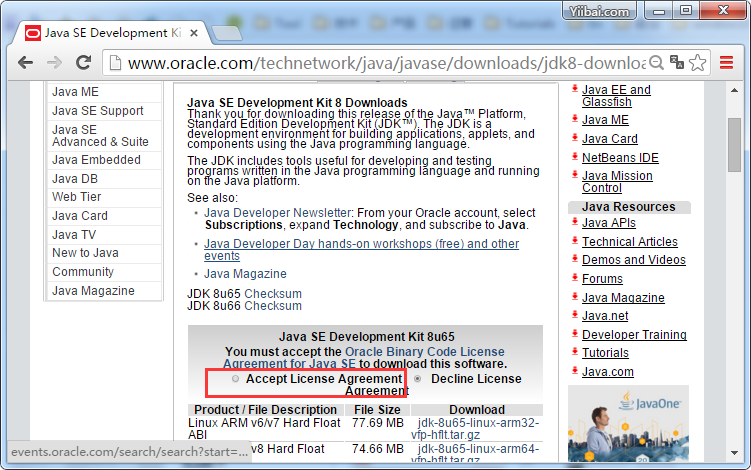 Yiibai.com
Java SE Development Ki
www.oracle.com/technetwork/java/javase/downloads/jdk8-downloa
Java ME
Java SE Support
Java SE
Advanced & Suite
Java Embedded
Java DB
Web Tier
Java Card
Java TV
New to Java
Community
Java Magazine
Java SE Development Kit 8 Downloads
Thank you for downloading this release of the Java™ Platform,
Standard Edition Development Kit (JDK™). The JDK is a
development environment for building applications, applets, and
components using the Java programming language.
The JDK includes tools useful for developing and testing
programs written in the Java programming language and running
on the Java platform.
See also:
Java Developer Newsletter: From your Oracle account, select
Subscriptions, expand Technology, and subscribe to Java.
Java Developer Day hands-on workshops (free) and other
events
Java Magazine
JDK 8u65 Checksum
JDK 8u66 Checksum
Java SE Development Kit 8u65
You must accept the Oracle Binary Code License
Agreement for Java SE to download this software.
Accept License Agreement Decline License
Agreement
Product / File Description File Size Download
Linux ARM v6/v7 Hard Float 77.69 MB jdk-8u65-linux-arm32-
ABI vfp-hflt.tar.gz
v8 Hard Float 74.66 MB jdk-8u65-linux-arm64-
events.oracle.com/search/search?start=...
Java EE and
Glassfish
Java ME
Java Card
NetBeans IDE
Java Mission
Control
Java Resources
Java APIs
Technical Articles
Demos and Videos
Forums
Java Magazine
Java.net
Developer Training
Tutorials
Java.com
JavaOne